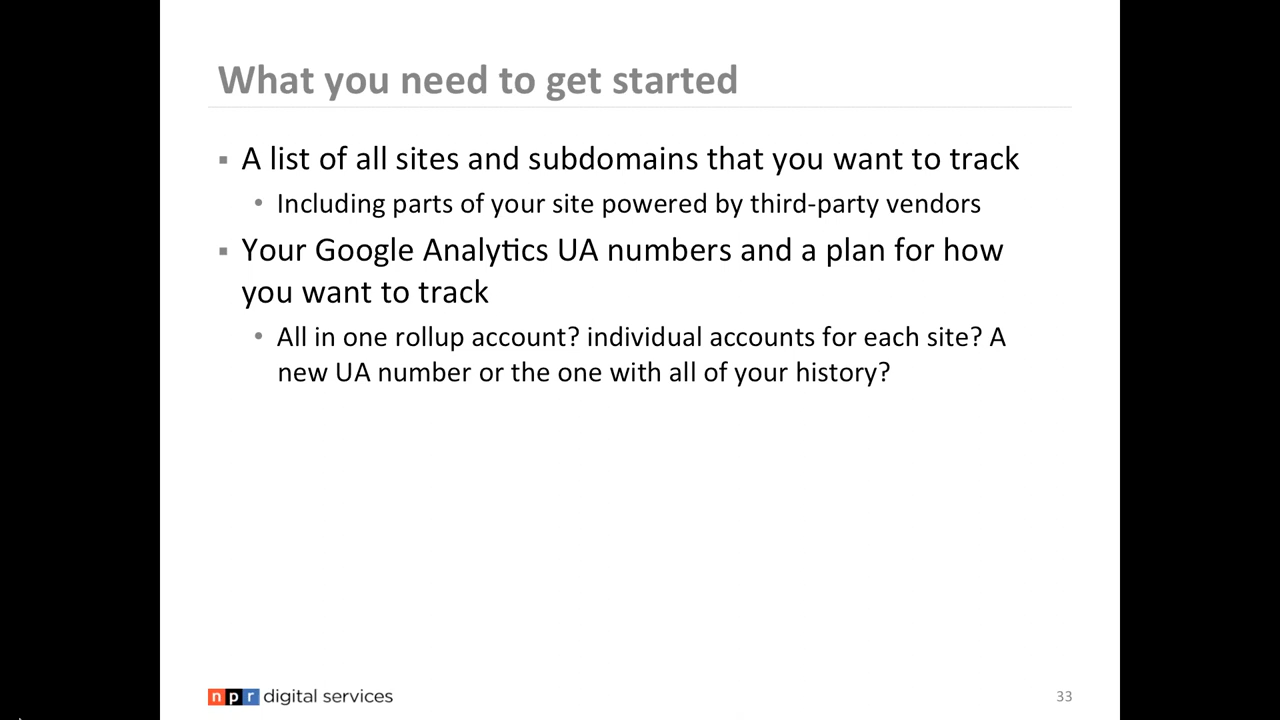 What you need to get started
▪ A list of all sites and subdomains that you want to track
• Including parts of your site powered by third-party vendors
▪ Your Google Analytics UA numbers and a plan for how
you want to track
• All in one rollup account? individual accounts for each site? A
new UA number or the one with all of your history?
npr digital services
33